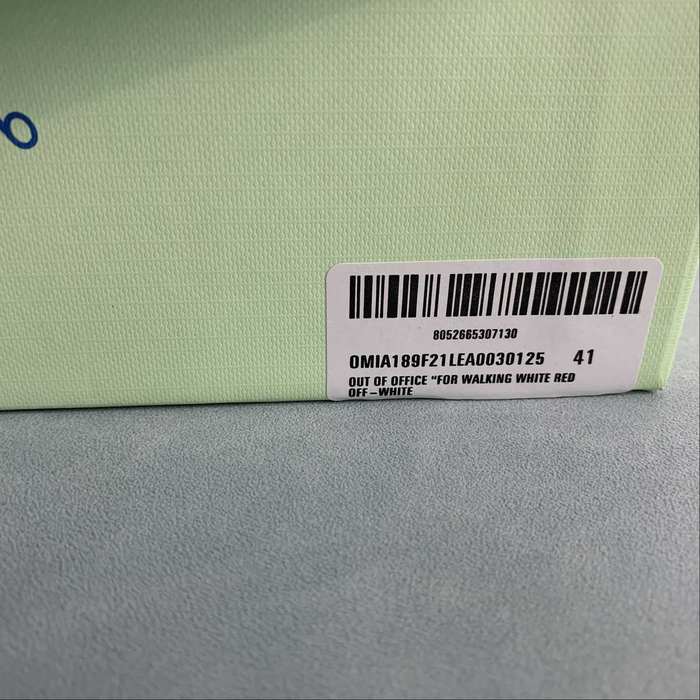 8052665307130
OMIA189F21LEA0030125 41
OUT OF OFFICE "FOR WALKING WHITE RED
OFF-WHITE